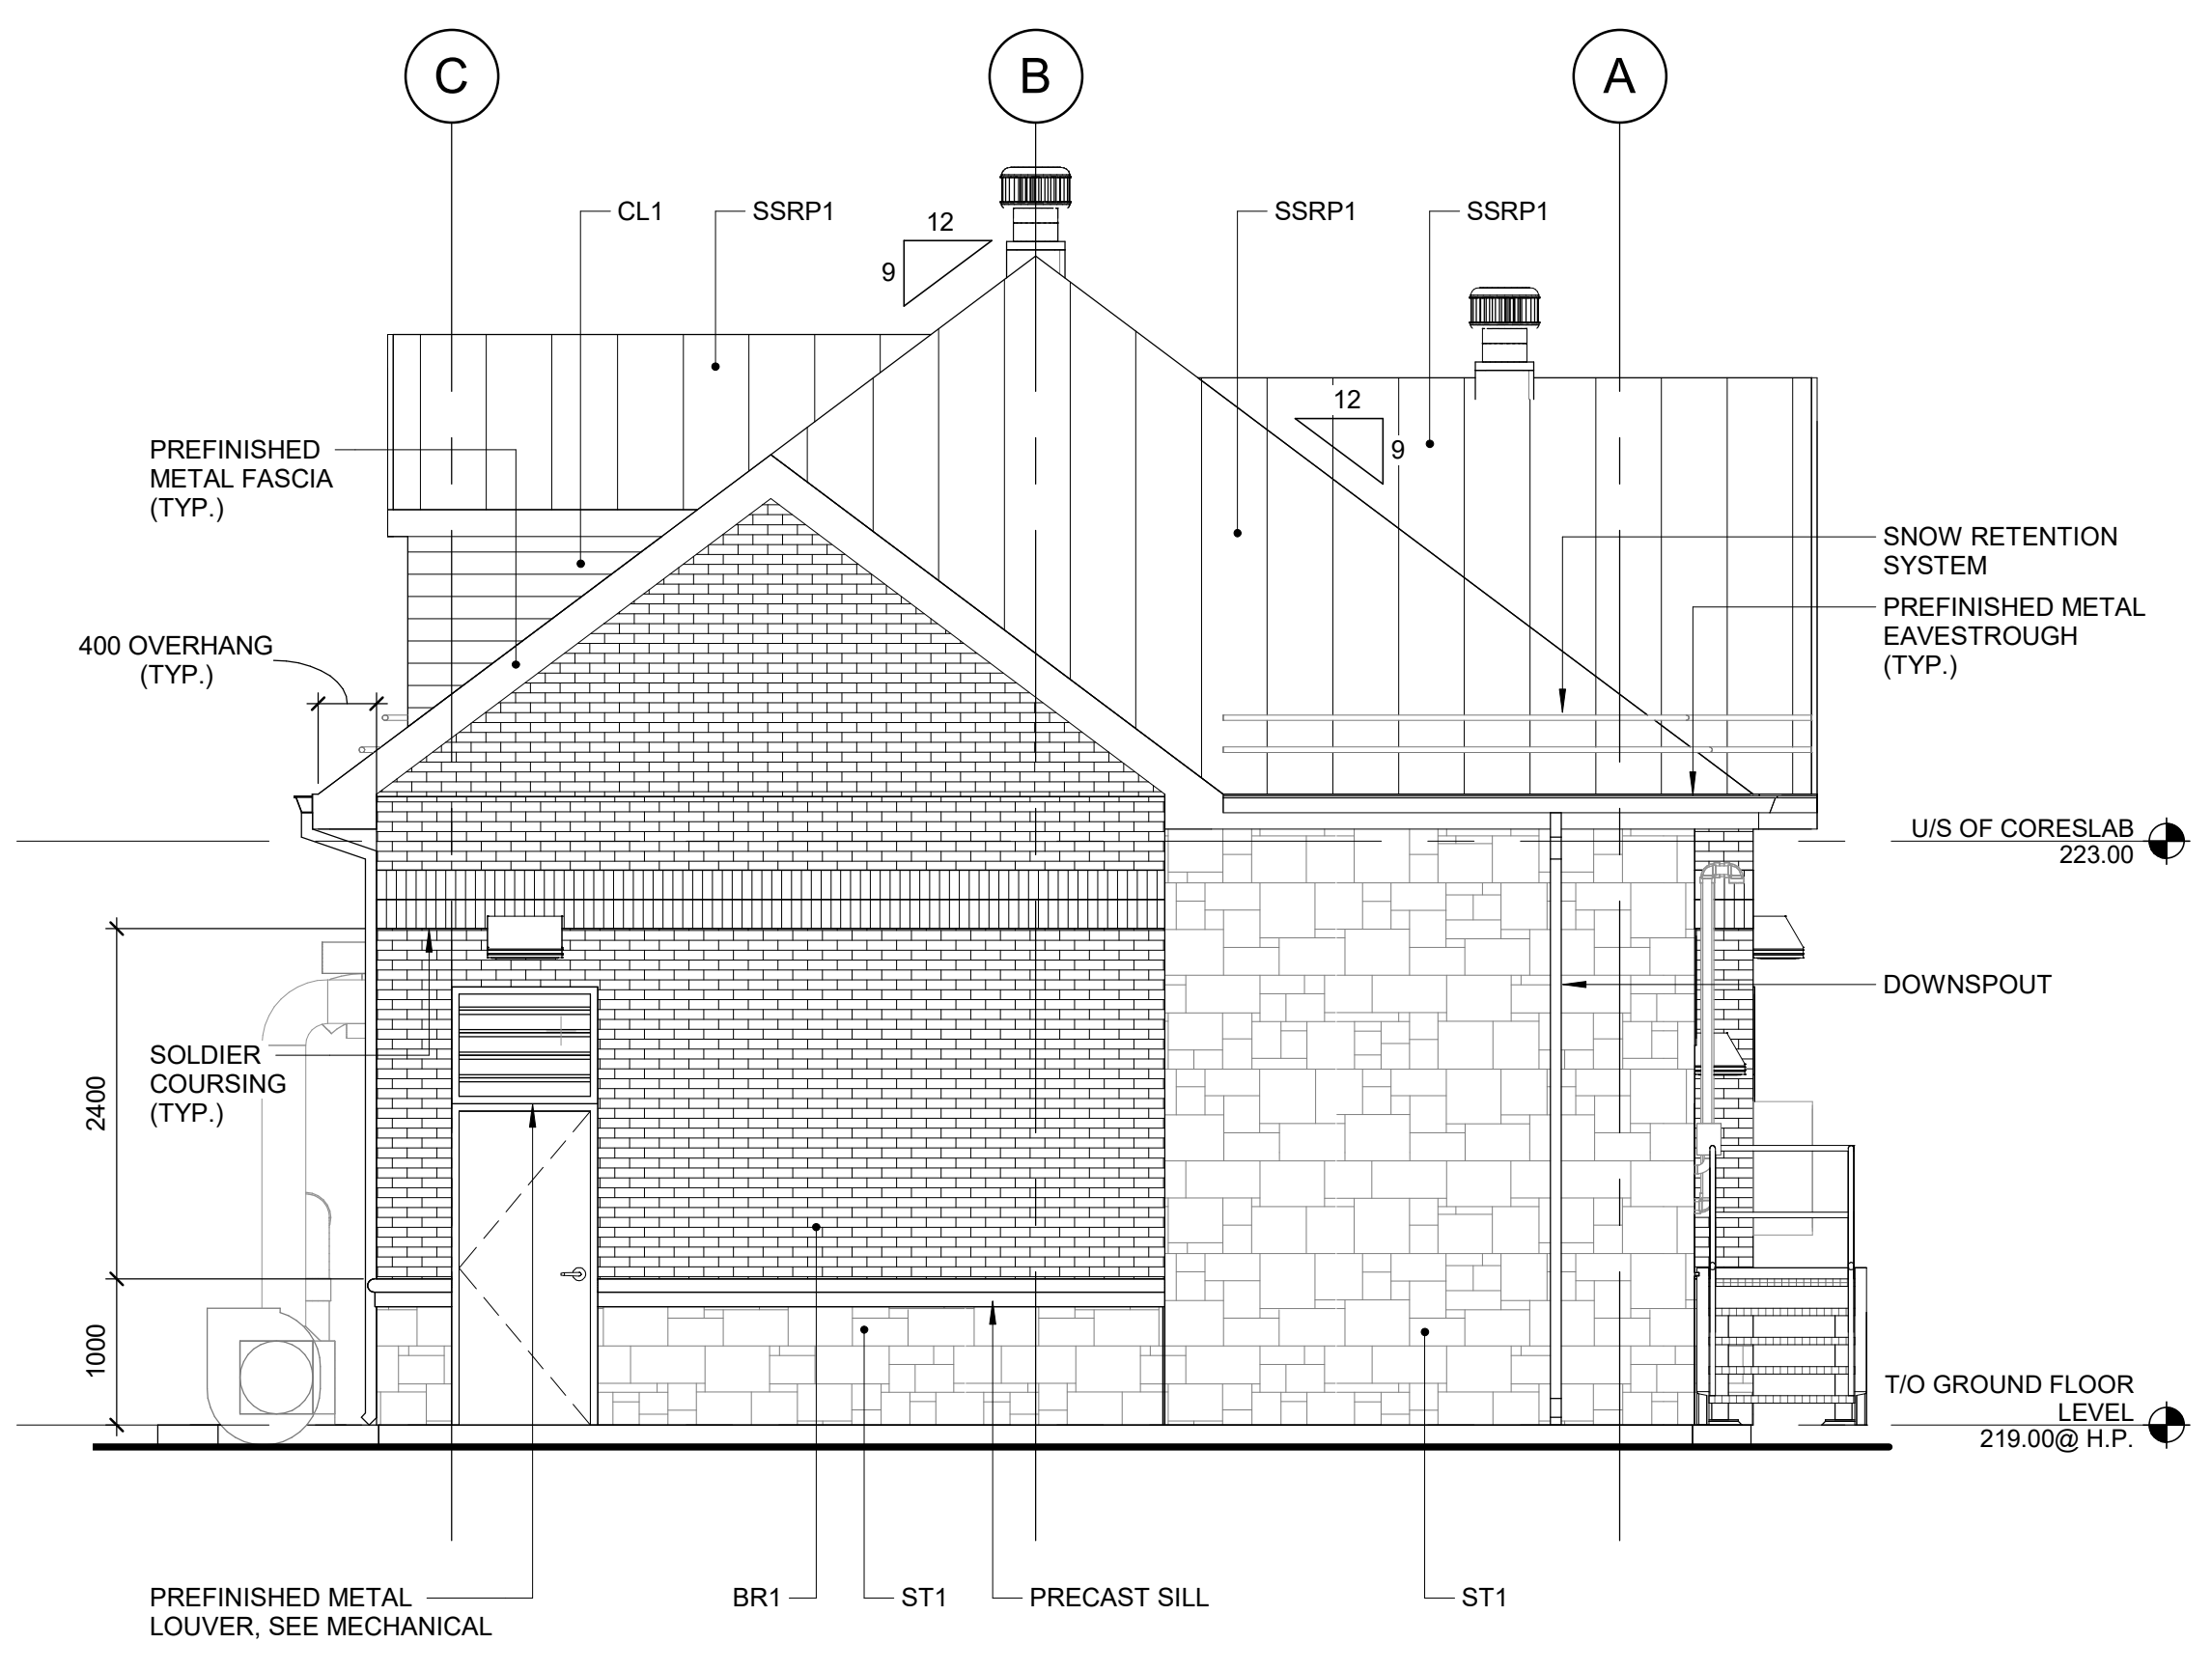 C
B
A
CL1
SSRP1
12
9
SSRP1
SSRP1
12
9
PREFINISHED
METAL FASCIA
(TYP.)
400 OVERHANG
(TYP.)
SNOW RETENTION
SYSTEM
PREFINISHED METAL
EAVESTROUGH
(TYP.)
U/S OF CORESLAB
223.00
DOWNSPOUT
SOLDIER
COURSING
(TYP.)
2400
1000
T/O GROUND FLOOR
LEVEL
219.00@ H.P.
PREFINISHED METAL
LOUVER, SEE MECHANICAL
BR1
ST1
PRECAST SILL
ST1